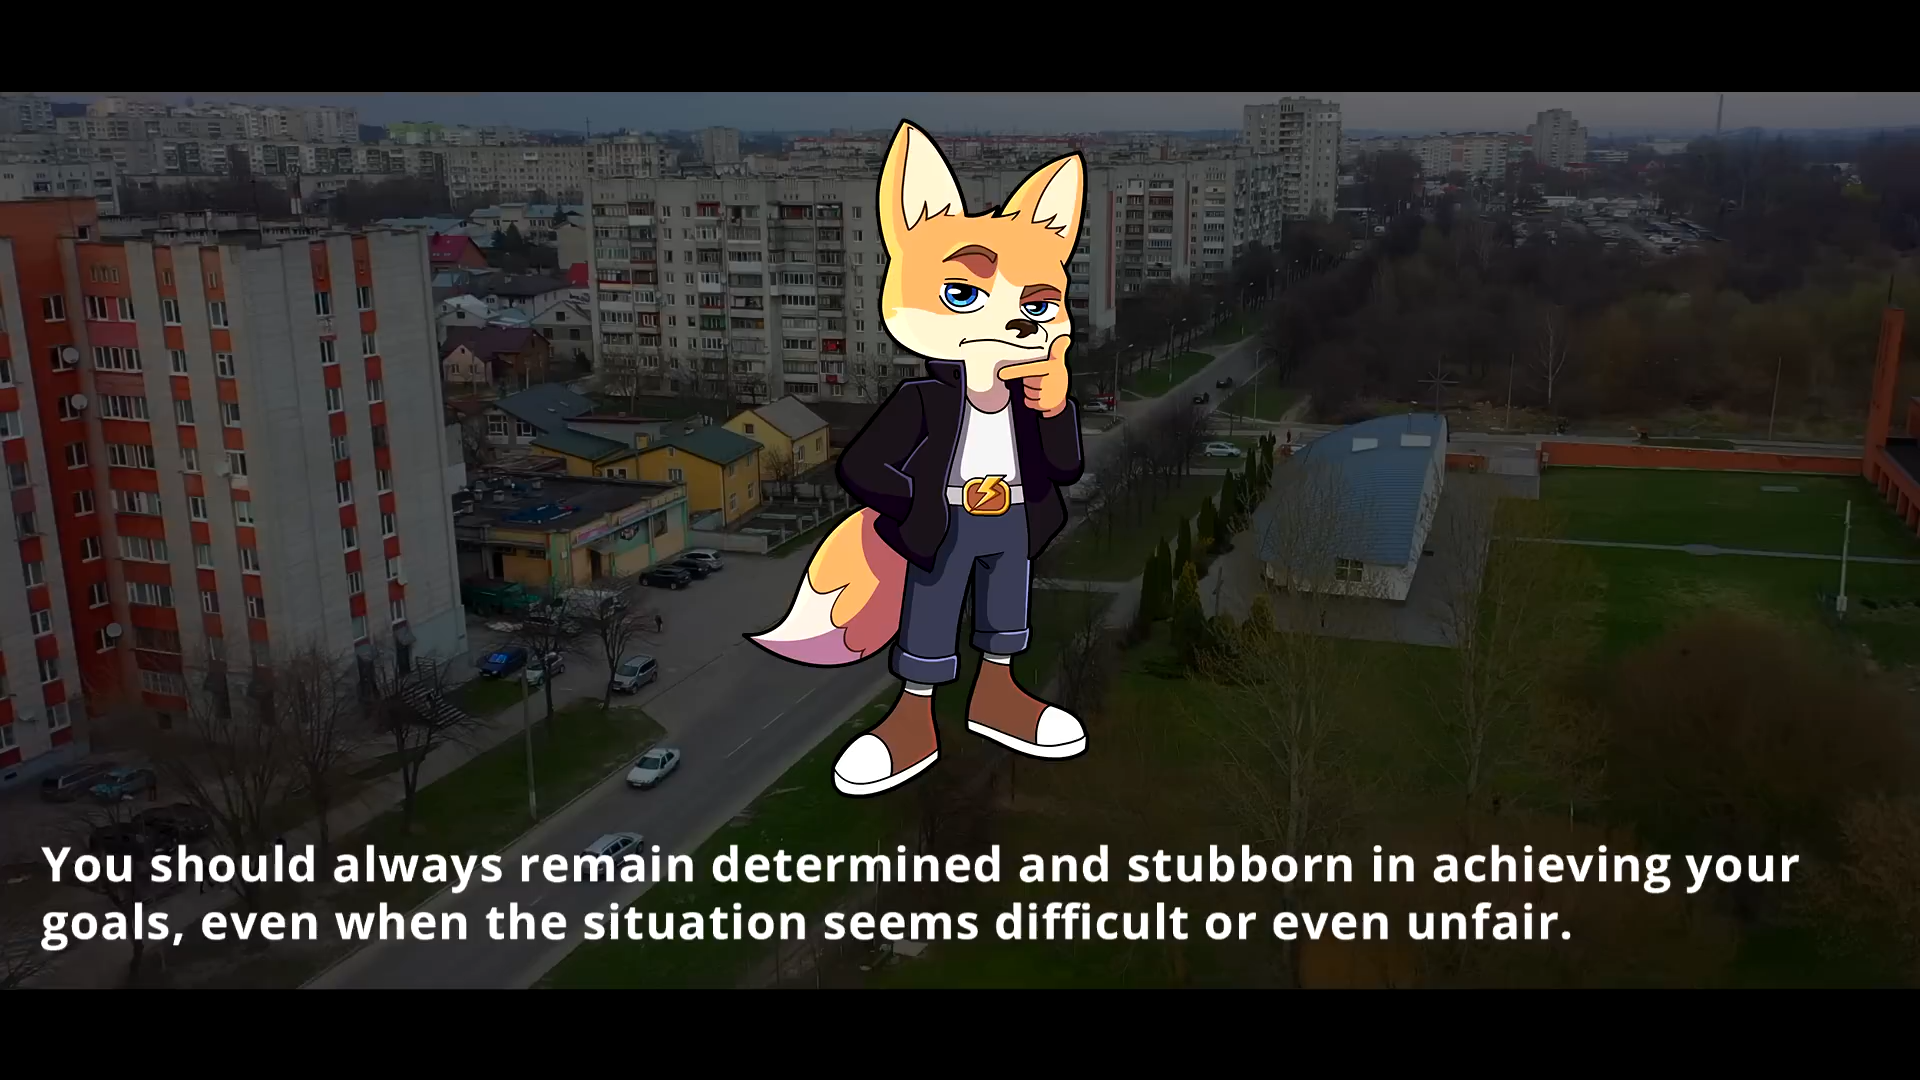 You should always remain determined and stubborn in achieving your
goals, even when the situation seems difficult or even unfair.